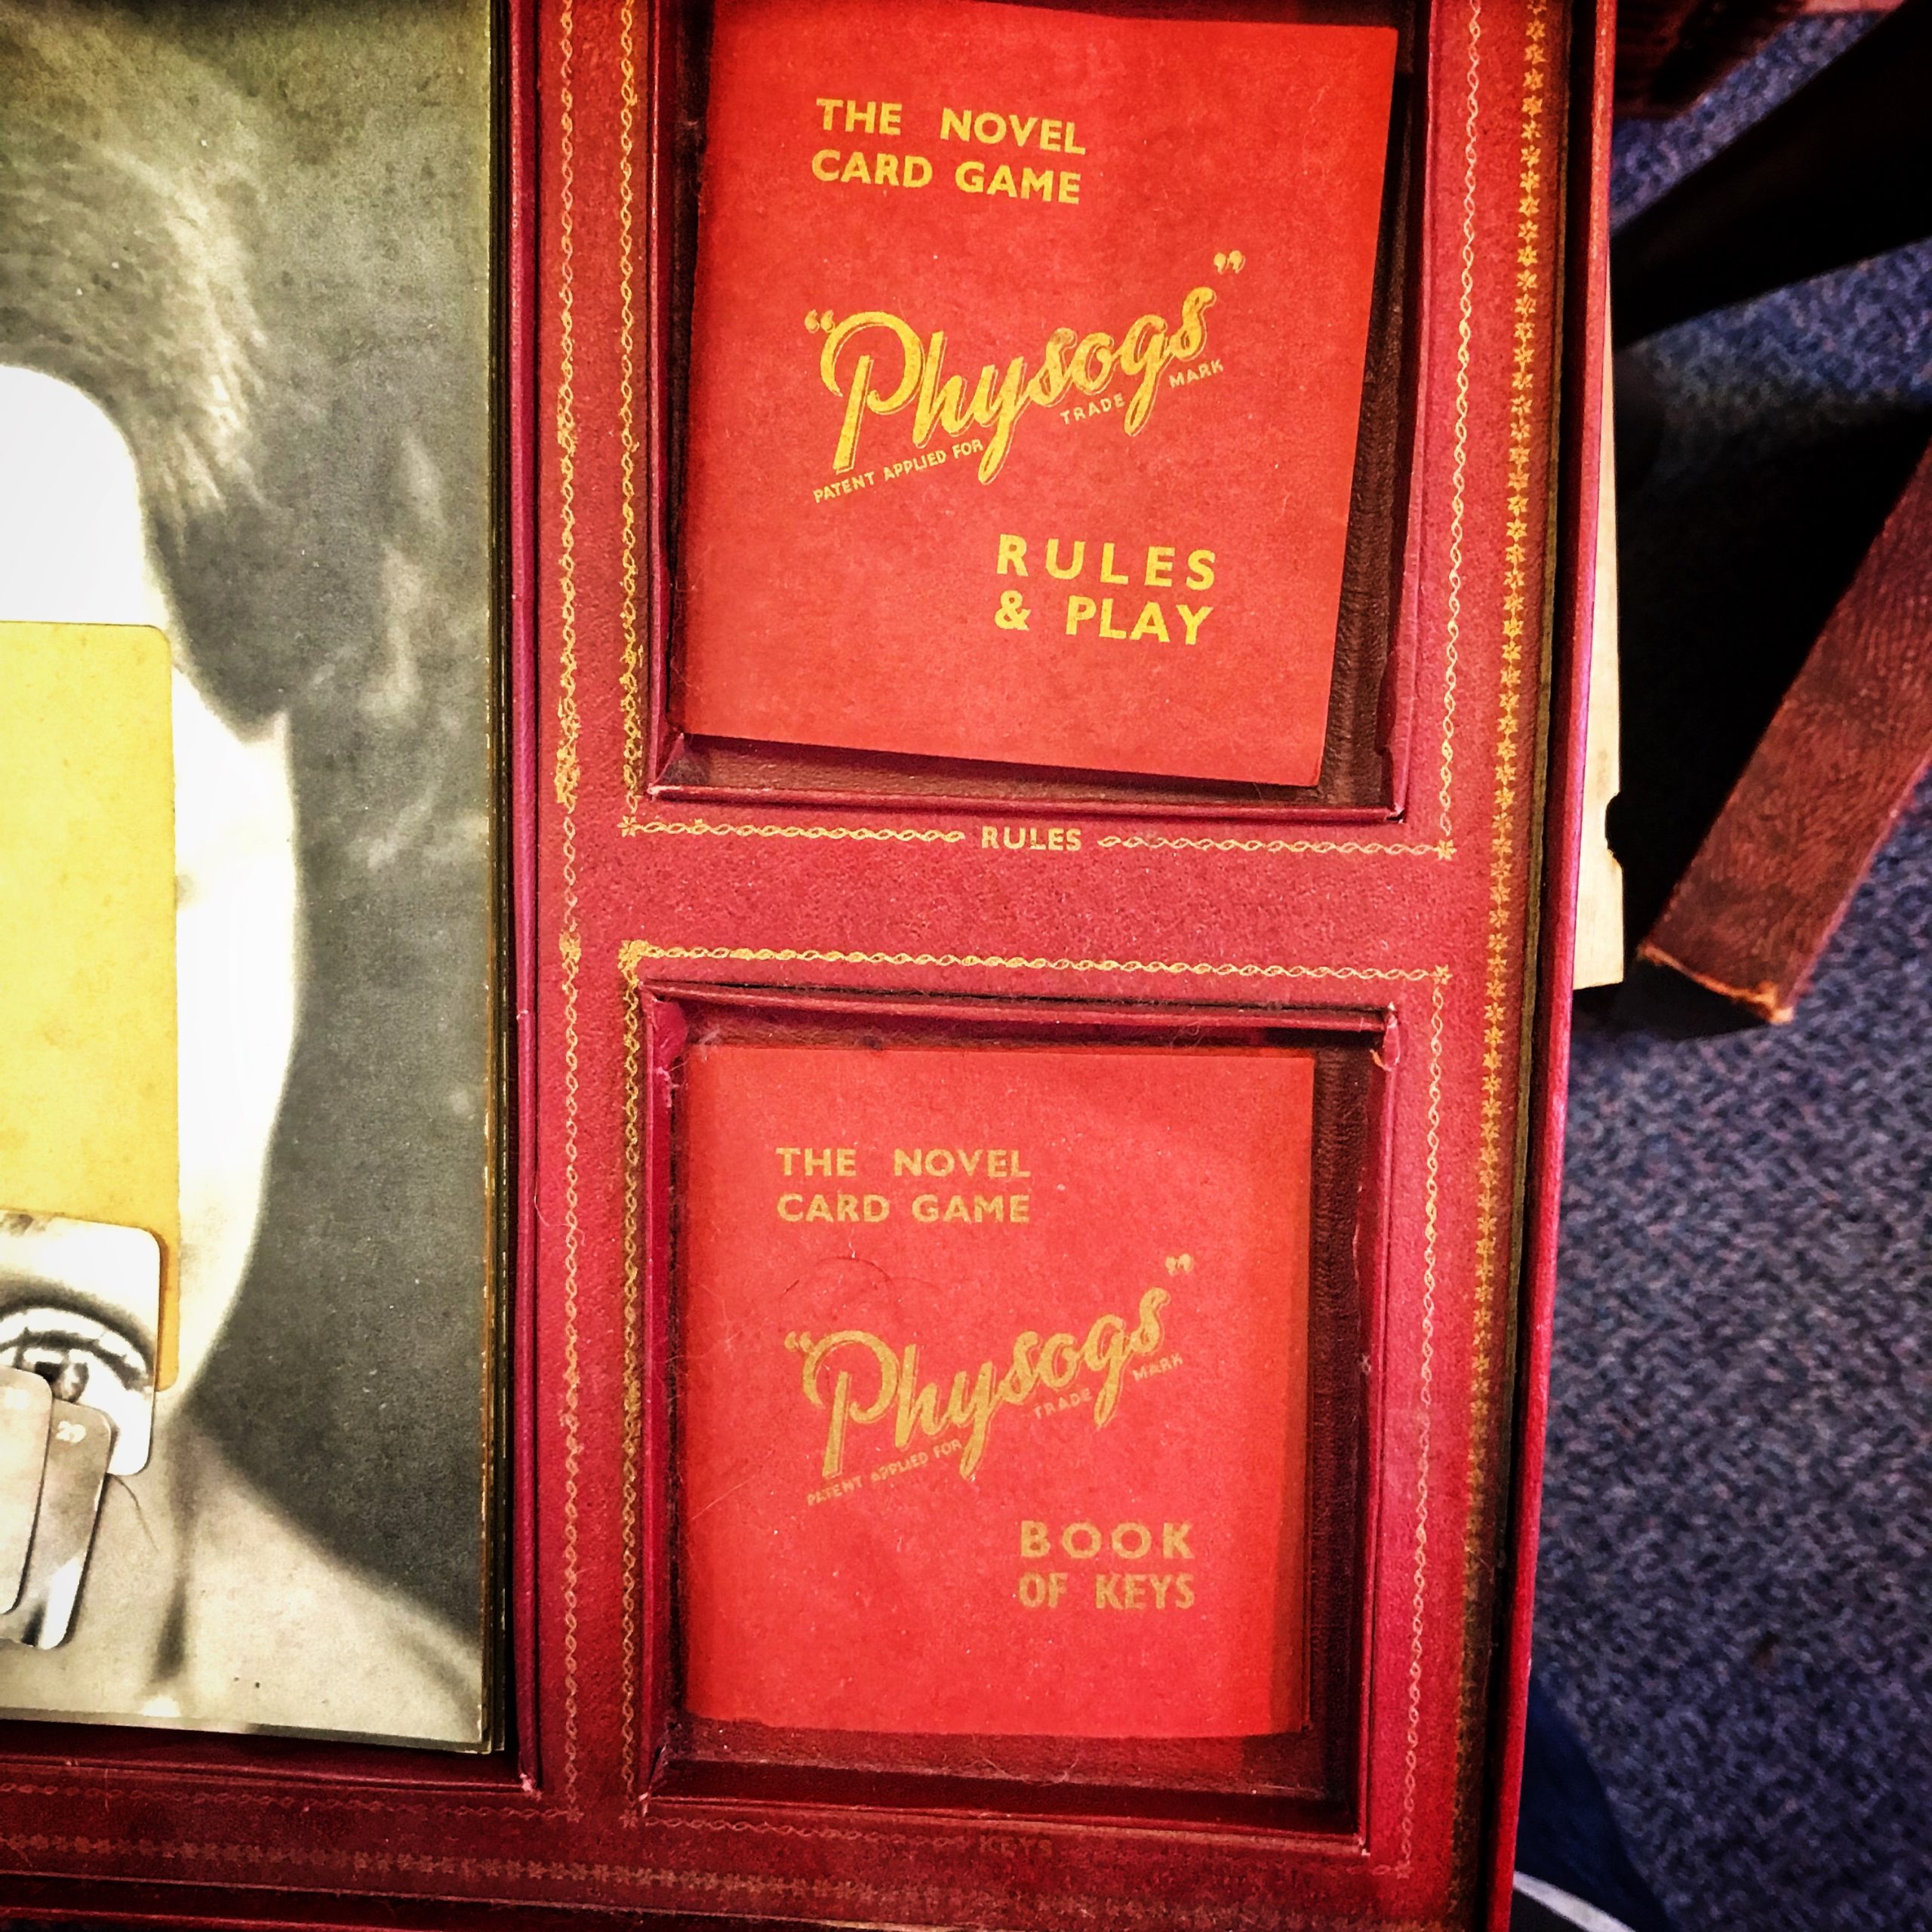 THE NOVEL
CARD GAME
"Physogs"
PATENT APPLIED FOR TRADE MARK
RULES
& PLAY
RULES
THE NOVEL
CARD GAME
"Physogs"
PATENT APPLIED FOR TRADE MARK
BOOK
OF KEYS
KEYS
29